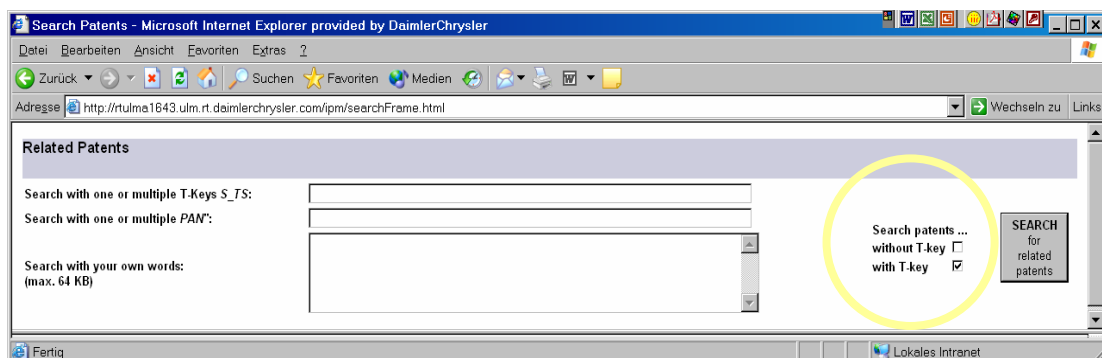 Search Patents - Microsoft Internet Explorer provided by DaimlerChrysler
Datei Bearbeiten Ansicht Favoriten Extras ?
Zurück Suchen Favoriten Medien
Adresse http://rtulma1643.ulm.rt.daimlerchrysler.com/ipm/searchFrame.html Wechseln zu Links
Related Patents
Search with one or multiple T-Keys S_TS:
Search with one or multiple PAN":
Search with your own words:
(max. 64 KB)
Search patents ...
without T-key
with T-key
SEARCH
for
related
patents
Fertig Lokales Intranet